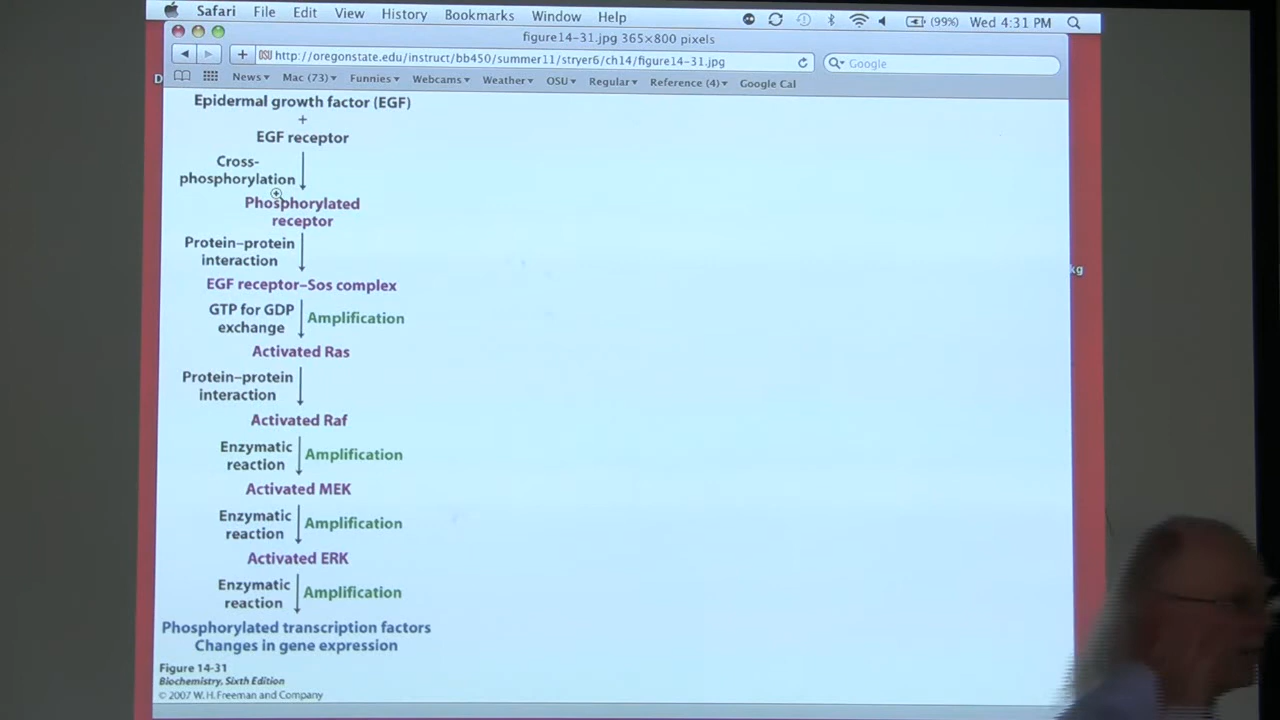 Safari File Edit View History Bookmarks Window Help (99%) Wed 4:31 PM
figure14-31.jpg 365×800 pixels
OSU http://oregonstate.edu/instruct/bb450/summer11/stryer6/ch14/figure14-31.jpg Google
News Mac (73) Funnies Webcams Weather OSU Regular Reference (4) Google Cal
D
Epidermal growth factor (EGF)
+
EGF receptor
Cross-
phosphorylation
Phosphorylated
receptor
Protein–protein
interaction
kg
EGF receptor–Sos complex
GTP for GDP
exchange
Amplification
Activated Ras
Protein–protein
interaction
Activated Raf
Enzymatic
reaction
Amplification
Activated MEK
Enzymatic
reaction
Amplification
Activated ERK
Enzymatic
reaction
Amplification
Phosphorylated transcription factors
Changes in gene expression
Figure 14-31
Biochemistry, Sixth Edition
© 2007 W. H. Freeman and Company